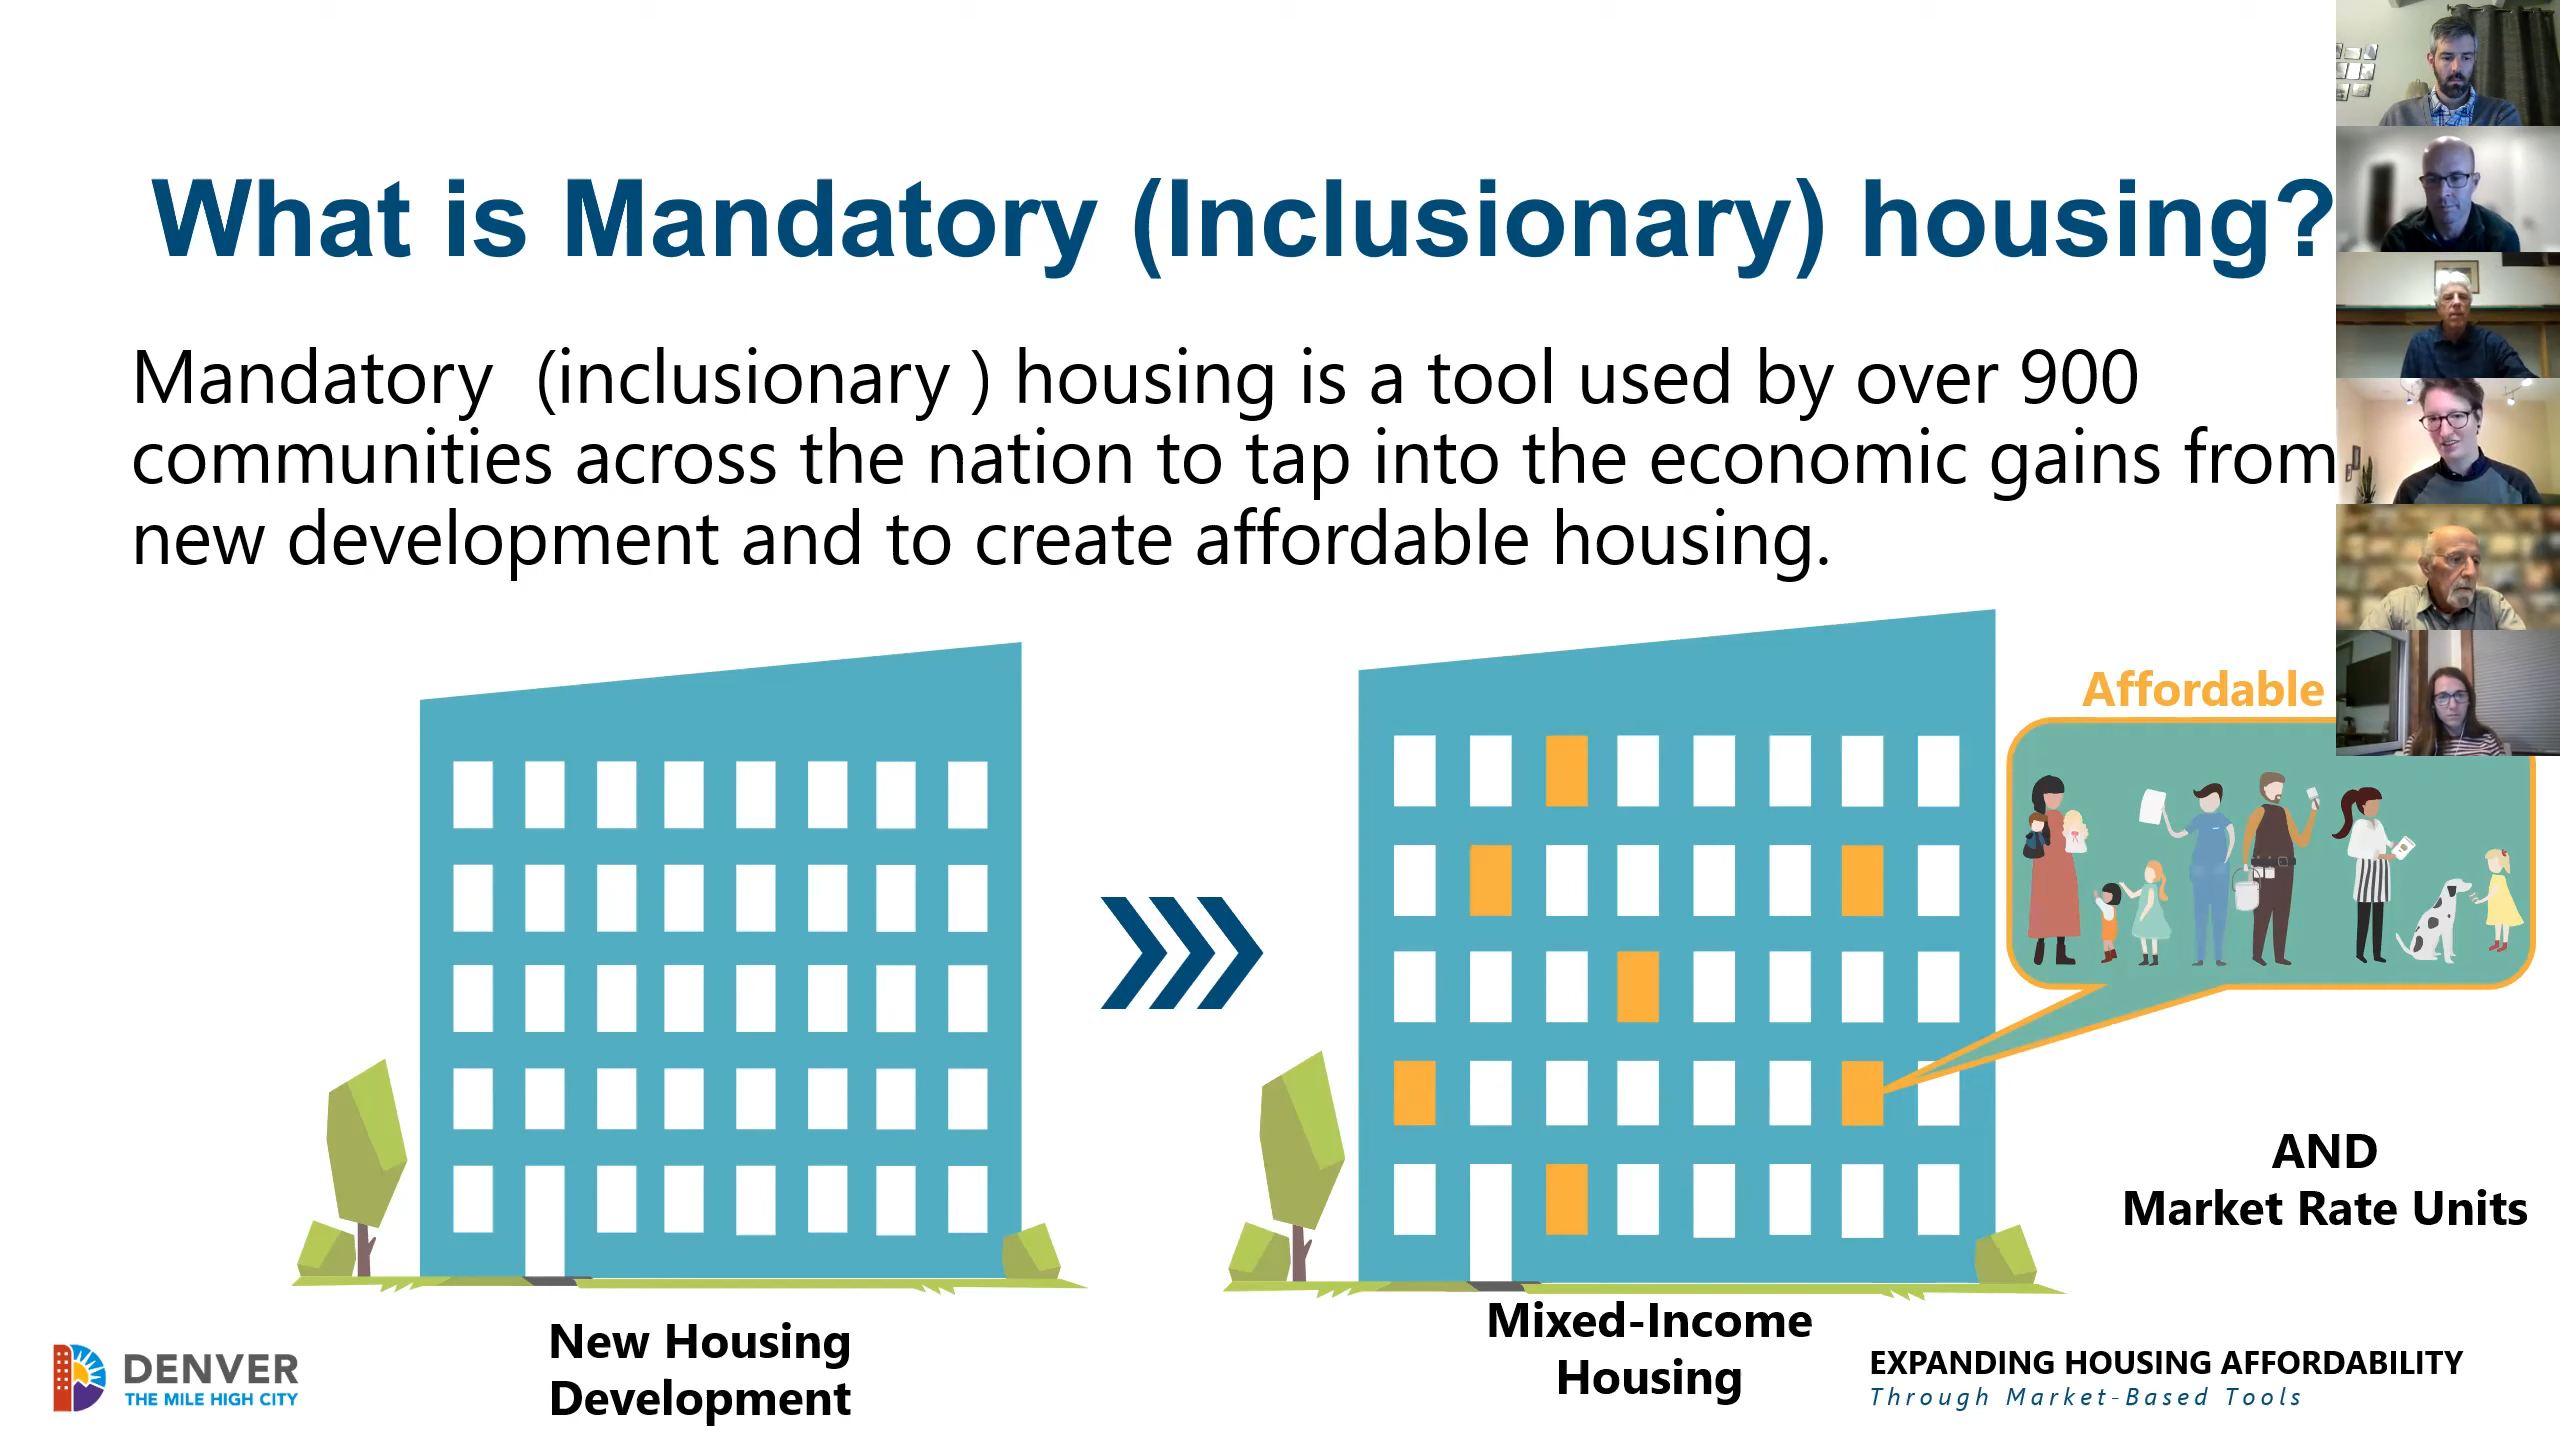 What is Mandatory (Inclusionary) housing?
Mandatory  (inclusionary ) housing is a tool used by over 900
communities across the nation to tap into the economic gains from
new development and to create affordable housing.
Affordable
AND
Market Rate Units
New Housing
Development
Mixed-Income
Housing
DENVER
THE MILE HIGH CITY
EXPANDING HOUSING AFFORDABILITY
Through Market-Based Tools